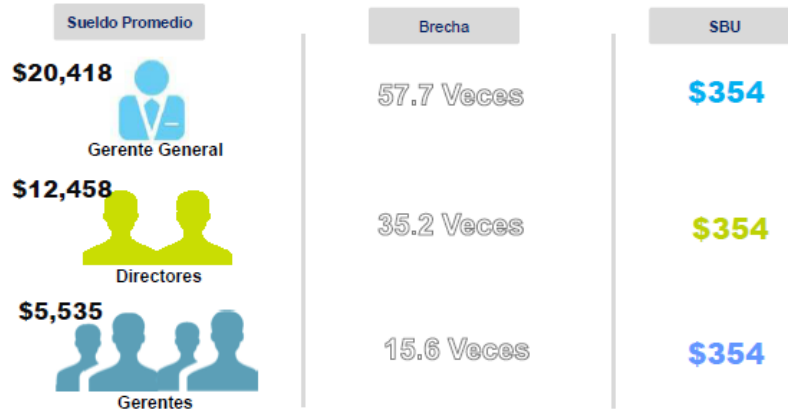 Sueldo Promedio
Brecha
SBU
$20,418
57.7 Veces
$354
Gerente General
$12,458
35.2 Veces
$354
Directores
$5,535
15.6 Veces
$354
Gerentes